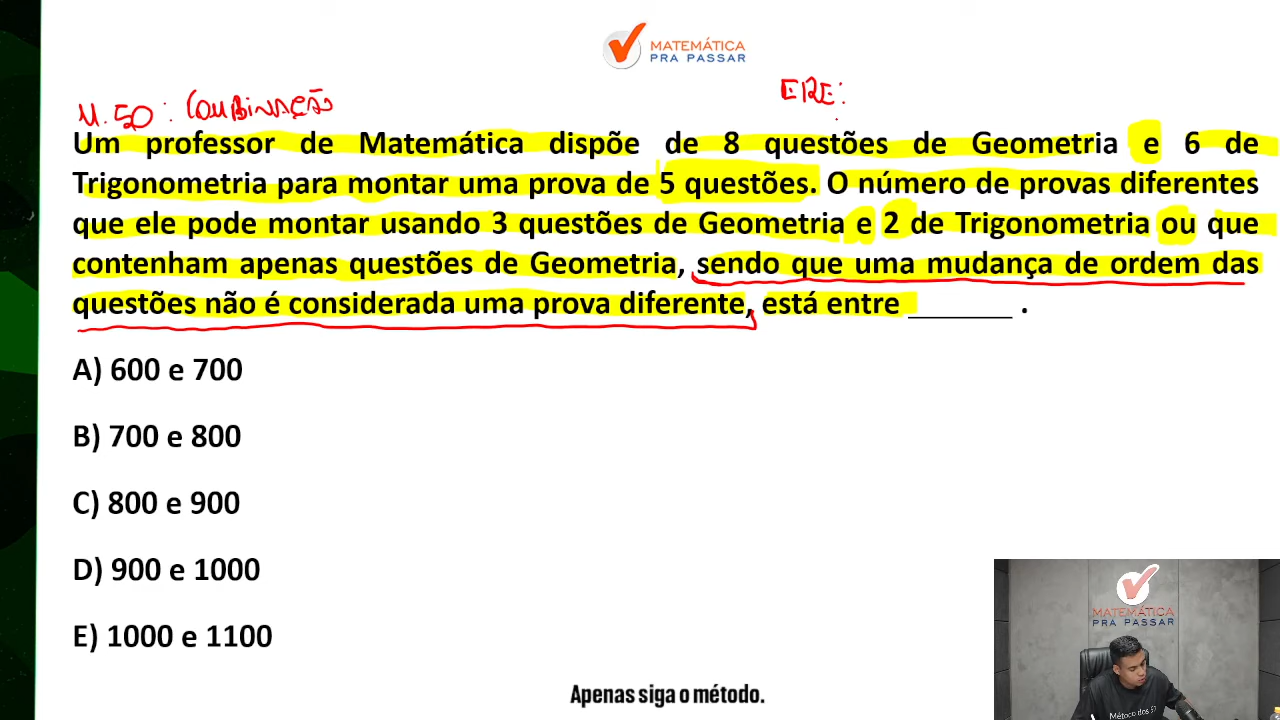 MATEMÁTICA
PRA PASSAR
M.50: COMBINAÇÃO
ERE:
Um professor de Matemática dispõe de 8 questões de Geometria e 6 de
Trigonometria para montar uma prova de 5 questões. O número de provas diferentes
que ele pode montar usando 3 questões de Geometria e 2 de Trigonometria ou que
contenham apenas questões de Geometria, sendo que uma mudança de ordem das
questões não é considerada uma prova diferente, está entre _______ .
A) 600 e 700
B) 700 e 800
C) 800 e 900
D) 900 e 1000
E) 1000 e 1100
MATEMÁTICA
PRA PASSAR
Apenas siga o método.